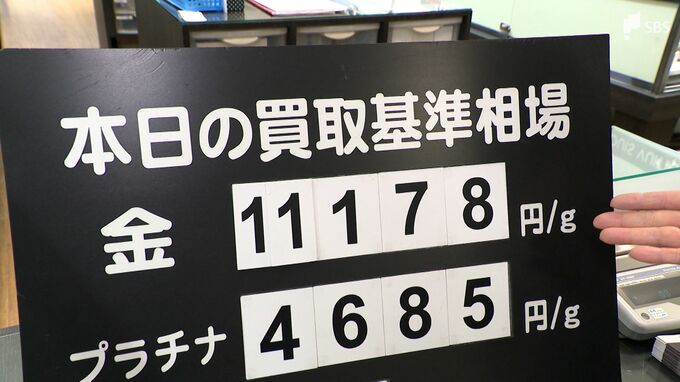 SBS
本日の買取基準相場
金 11178 円/g
プラチナ 4685 円/g